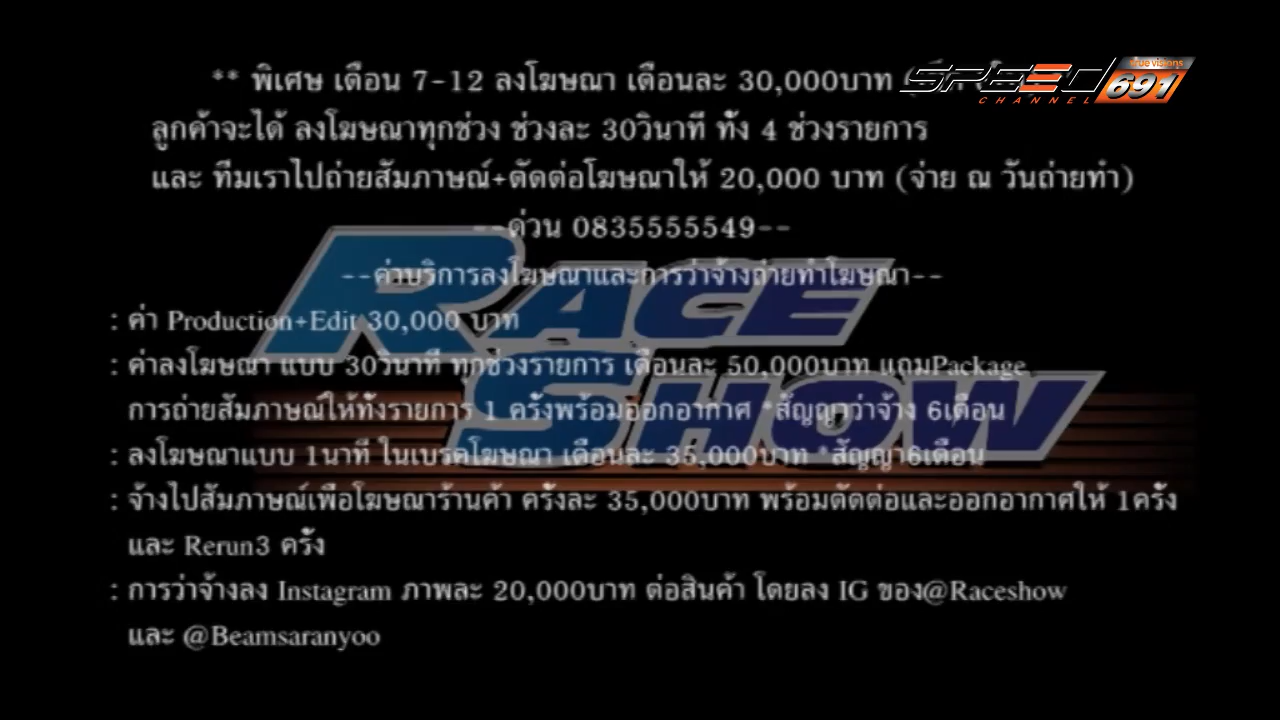 ** พิเศษ เดือน 7-12 ลงโฆษณา เดือนละ 30,000บาท
true visions
SPEED 691
CHANNEL
ลูกค้าจะได้ ลงโฆษณาทุกช่วง ช่วงละ 30วินาที ทั้ง 4 ช่วงรายการ
และ ทีมเราไปถ่ายสัมภาษณ์+ตัดต่อโฆษณาให้ 20,000 บาท (จ่าย ณ วันถ่ายทำ)
--ด่วน 0835555549--
--ค่าบริการลงโฆษณาและการว่าจ้างถ่ายทำโฆษณา--
RACE
SHOW
: ค่า Production+Edit 30,000 บาท
: ค่าลงโฆษณา แบบ 30วินาที ทุกช่วงรายการ เดือนละ 50,000บาท แถมPackage
การถ่ายสัมภาษณ์ให้ทั้งรายการ 1 ครั้งพร้อมออกอากาศ *สัญญาว่าจ้าง 6เดือน
: ลงโฆษณาแบบ 1นาที ในเบรคโฆษณา เดือนละ 35,000บาท *สัญญา6เดือน
: จ้างไปสัมภาษณ์เพื่อโฆษณาร้านค้า ครั้งละ 35,000บาท พร้อมตัดต่อและออกอากาศให้ 1ครั้ง
และ Rerun3 ครั้ง
: การว่าจ้างลง Instagram ภาพละ 20,000บาท ต่อสินค้า โดยลง IG ของ@Raceshow
และ @Beamsaranyoo